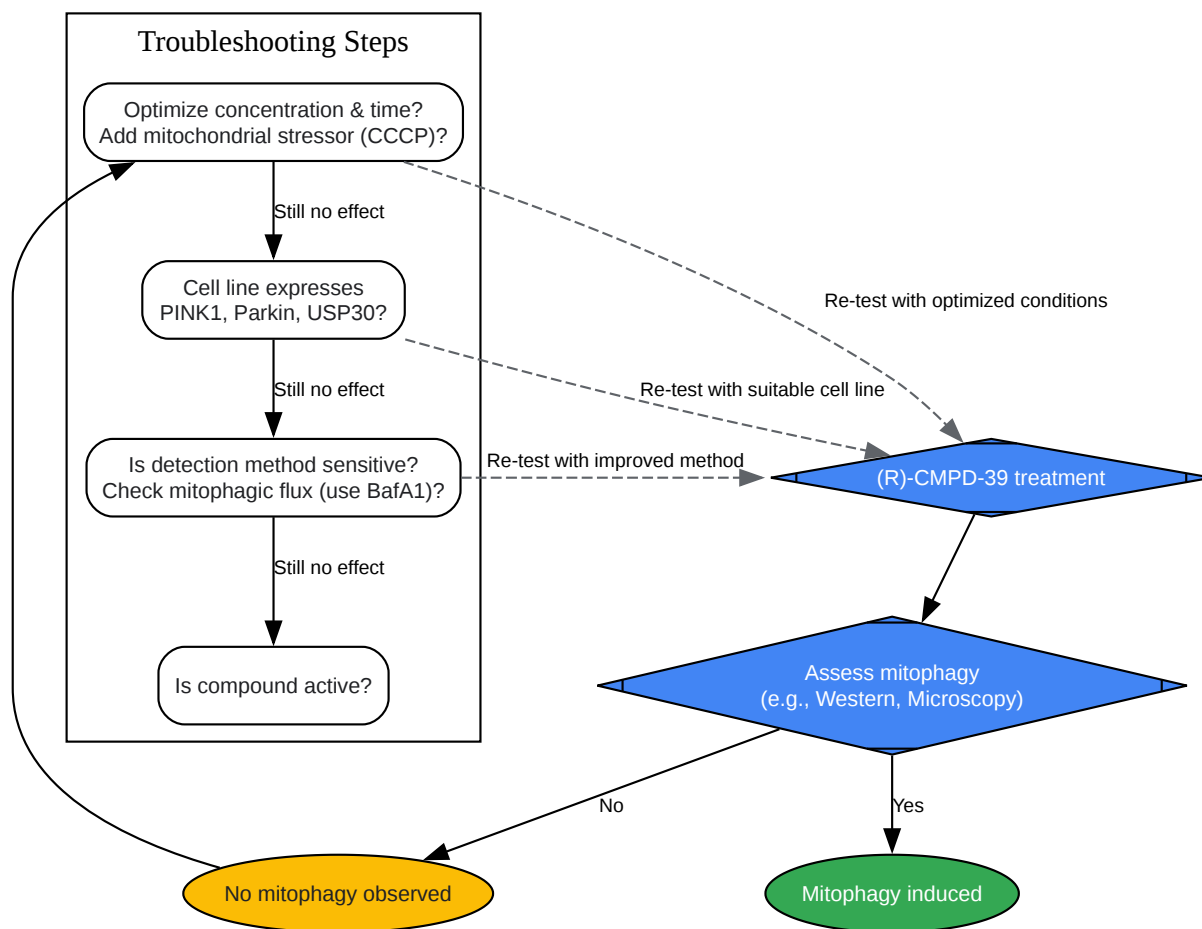 Troubleshooting Steps
Optimize concentration & time?
Add mitochondrial stressor (CCCP)?
Still no effect
Cell line expresses
PINK1, Parkin, USP30?
Re-test with optimized conditions
Still no effect
Re-test with suitable cell line
Is detection method sensitive?
Check mitophagic flux (use BafA1)?
Re-test with improved method
(R)-CMPD-39 treatment
Still no effect
Is compound active?
Assess mitophagy
(e.g., Western, Microscopy)
No
Yes
No mitophagy observed
Mitophagy induced